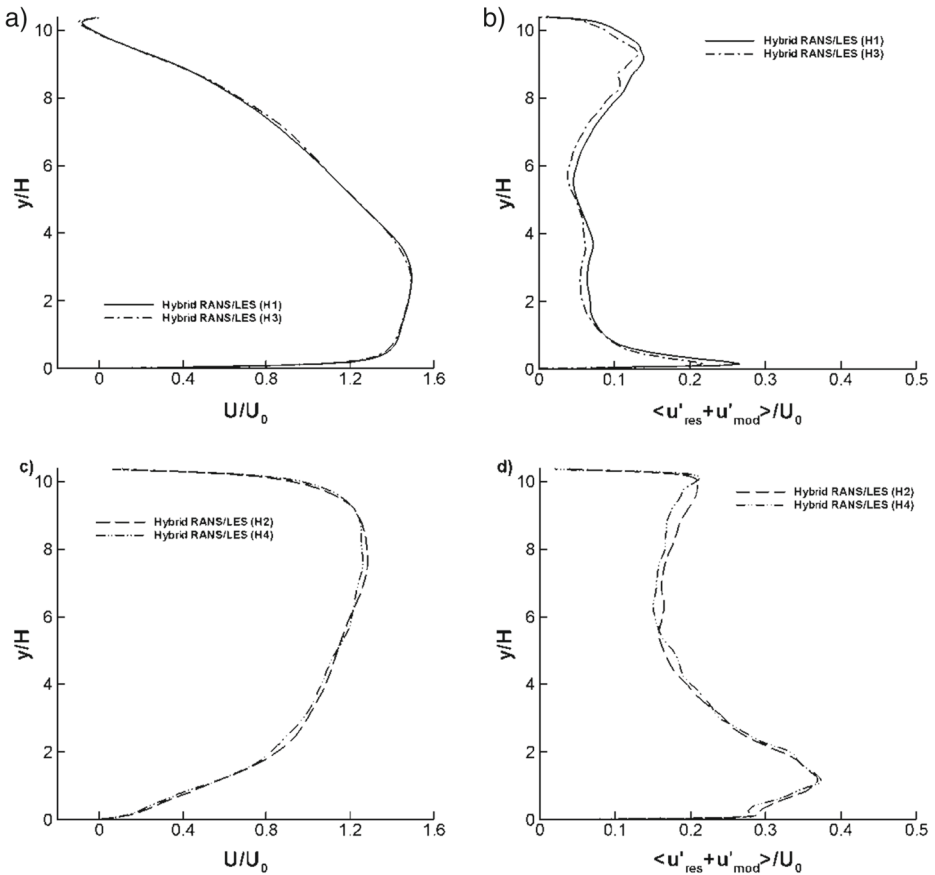 a)
y/H
10
8
6
4
2
0
Hybrid RANS/LES (H1)
Hybrid RANS/LES (H3)
0 0.4 0.8 1.2 1.6
U/U0
b)
y/H
10
8
6
4
2
0
Hybrid RANS/LES (H1)
Hybrid RANS/LES (H3)
0 0.1 0.2 0.3 0.4 0.5
<u'res+u'mod>/U0
c)
y/H
10
8
6
4
2
0
Hybrid RANS/LES (H2)
Hybrid RANS/LES (H4)
0 0.4 0.8 1.2 1.6
U/U0
d)
y/H
10
8
6
4
2
0
Hybrid RANS/LES (H2)
Hybrid RANS/LES (H4)
0 0.1 0.2 0.3 0.4 0.5
<u'res+u'mod>/U0